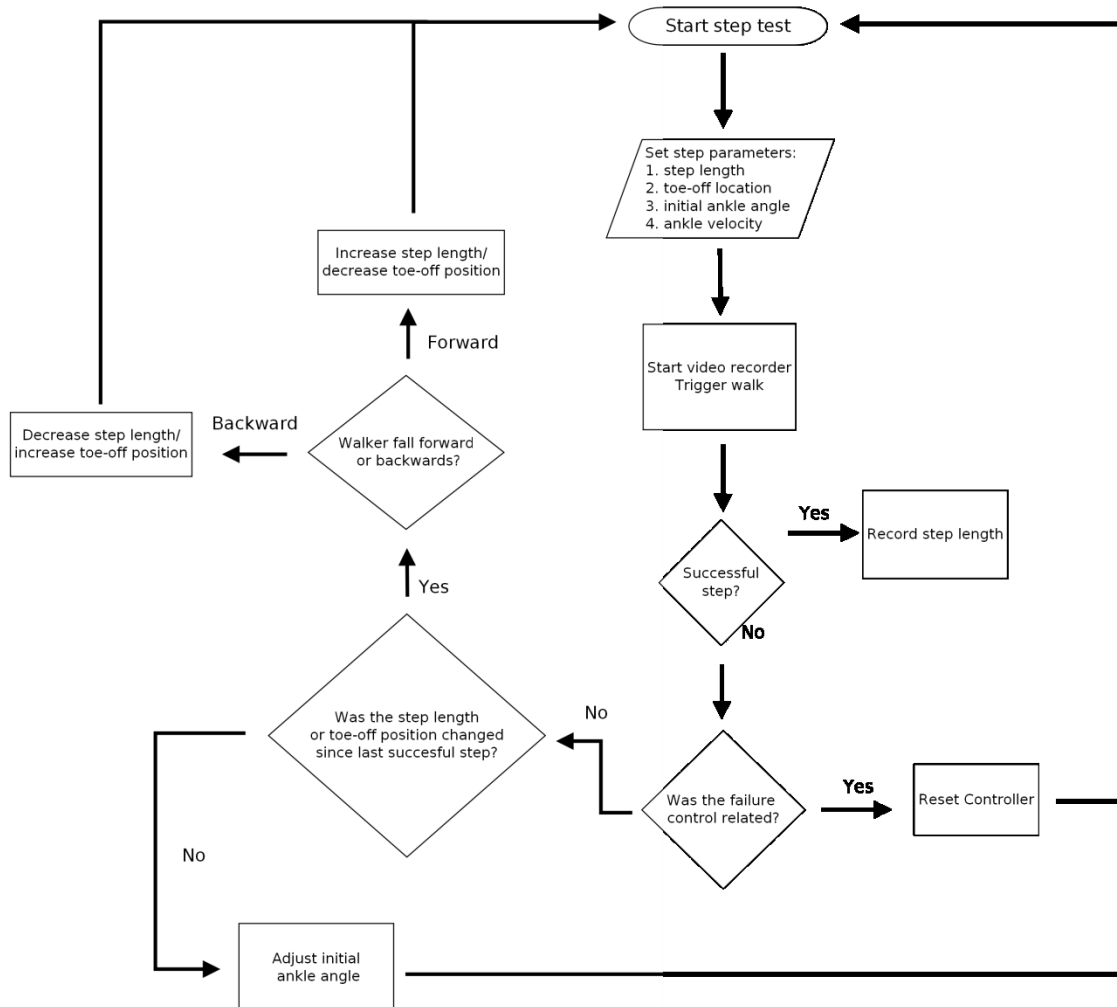 Start step test
Set step parameters:
1. step length
2. toe-off location
3. initial ankle angle
4. ankle velocity
Increase step length/
decrease toe-off position
Forward
Start video recorder
Trigger walk
Backward
Decrease step length/
increase toe-off position
Walker fall forward
or backwards?
Yes
Record step length
Successful
step?
No
Yes
Was the step length
or toe-off position changed
since last succesful step?
No
Was the failure
control related?
Yes
Reset Controller
No
Adjust initial
ankle angle